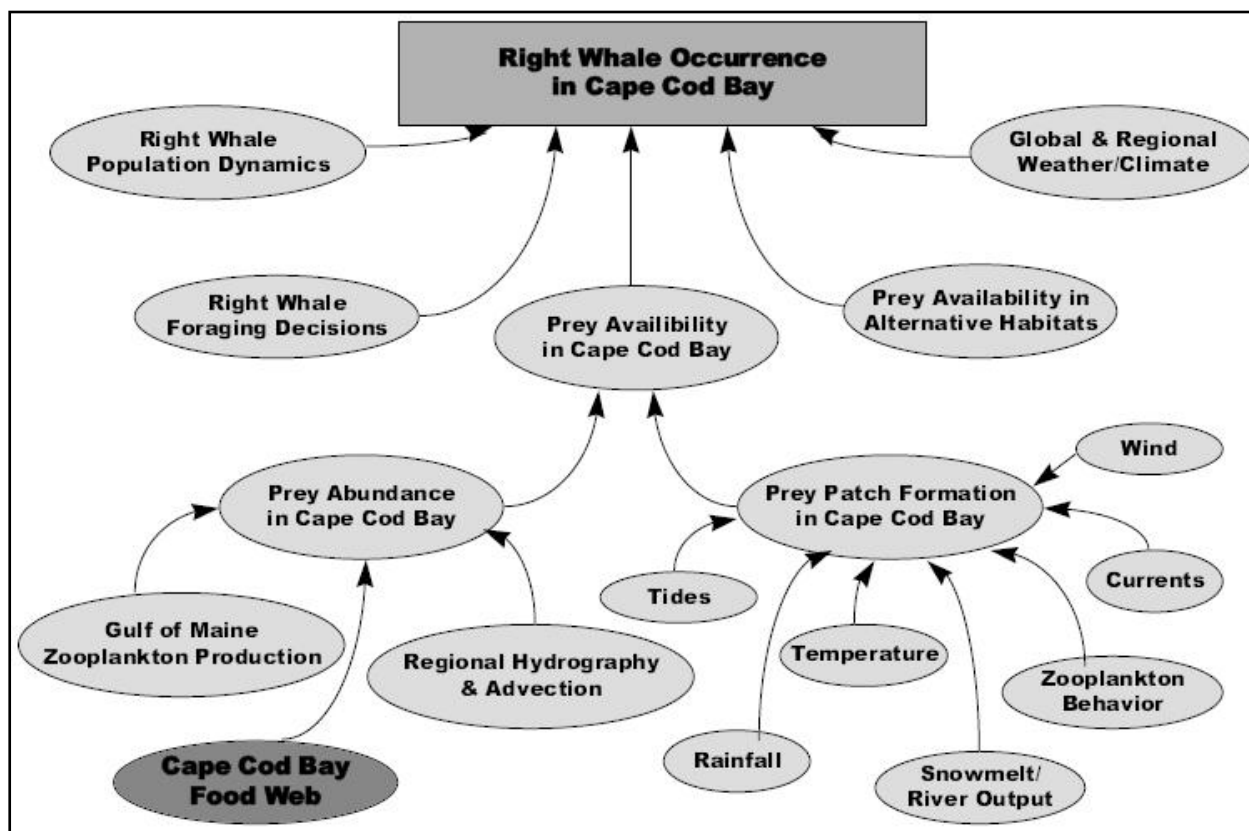 Right Whale Occurrence
in Cape Cod Bay
Right Whale
Population Dynamics
Global & Regional
Weather/Climate
Right Whale
Foraging Decisions
Prey Availibility
in Cape Cod Bay
Prey Availability in
Alternative Habitats
Prey Abundance
in Cape Cod Bay
Prey Patch Formation
in Cape Cod Bay
Wind
Tides
Currents
Gulf of Maine
Zooplankton Production
Regional Hydrography
& Advection
Temperature
Zooplankton
Behavior
Cape Cod Bay
Food Web
Rainfall
Snowmelt/
River Output